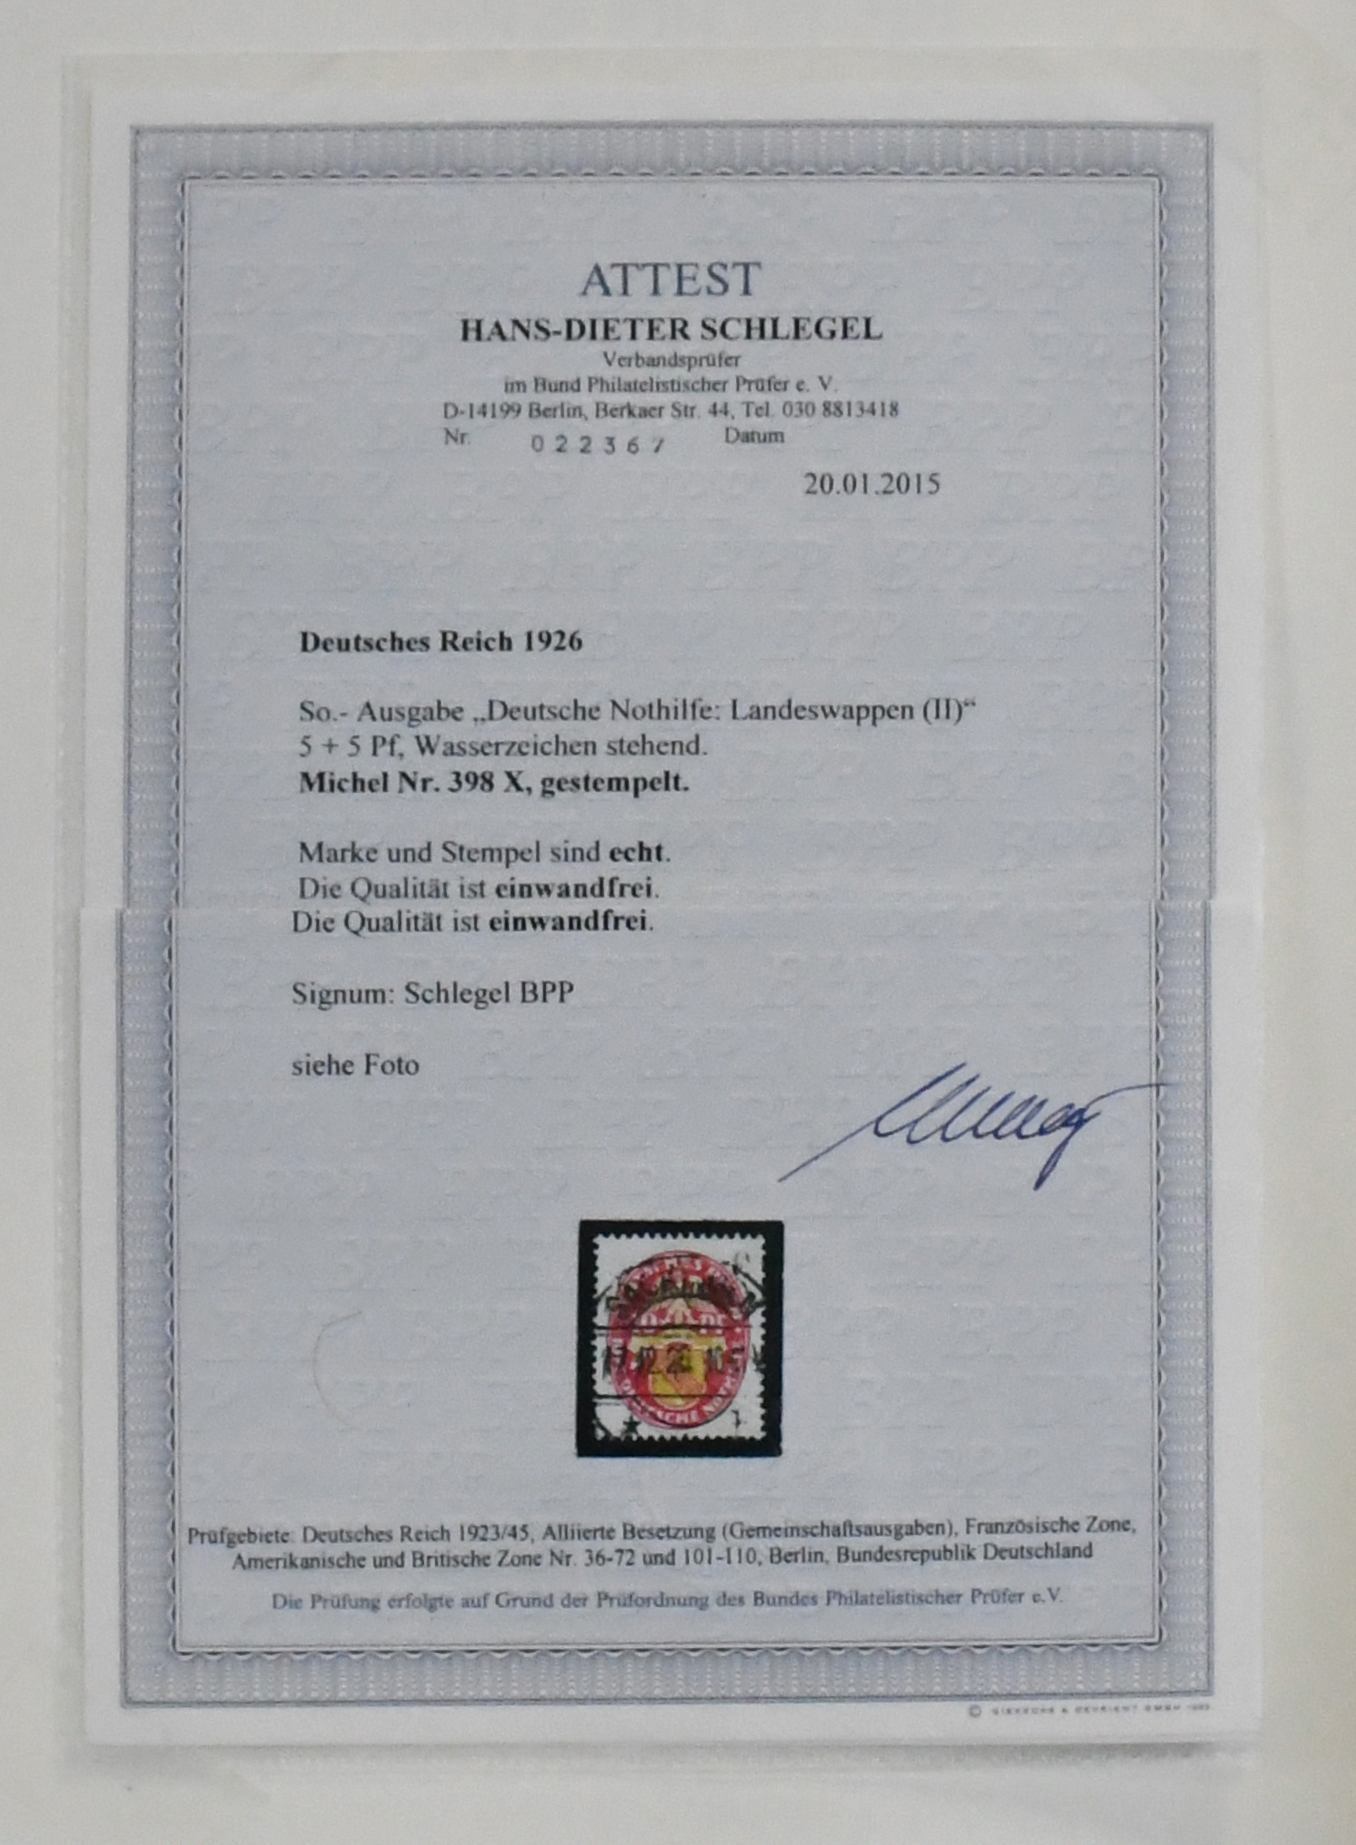 ATTEST
HANS-DIETER SCHLEGEL
Verbandsprüfer
im Bund Philatelistischer Prüfer e. V.
D-14199 Berlin, Berkaer Str. 44, Tel. 030 8813418
Nr. 022367 Datum
20.01.2015
Deutsches Reich 1926
So.- Ausgabe „Deutsche Nothilfe: Landeswappen (II)“
5 + 5 Pf, Wasserzeichen stehend.
Michel Nr. 398 X, gestempelt.
Marke und Stempel sind echt.
Die Qualität ist einwandfrei.
Die Qualität ist einwandfrei.
Signum: Schlegel BPP
siehe Foto
Prüfgebiete: Deutsches Reich 1923/45, Alliierte Besetzung (Gemeinschaftsausgaben), Französische Zone,
Amerikanische und Britische Zone Nr. 36-72 und 101-110, Berlin, Bundesrepublik Deutschland
Die Prüfung erfolgte auf Grund der Prüfordnung des Bundes Philatelistischer Prüfer e.V.